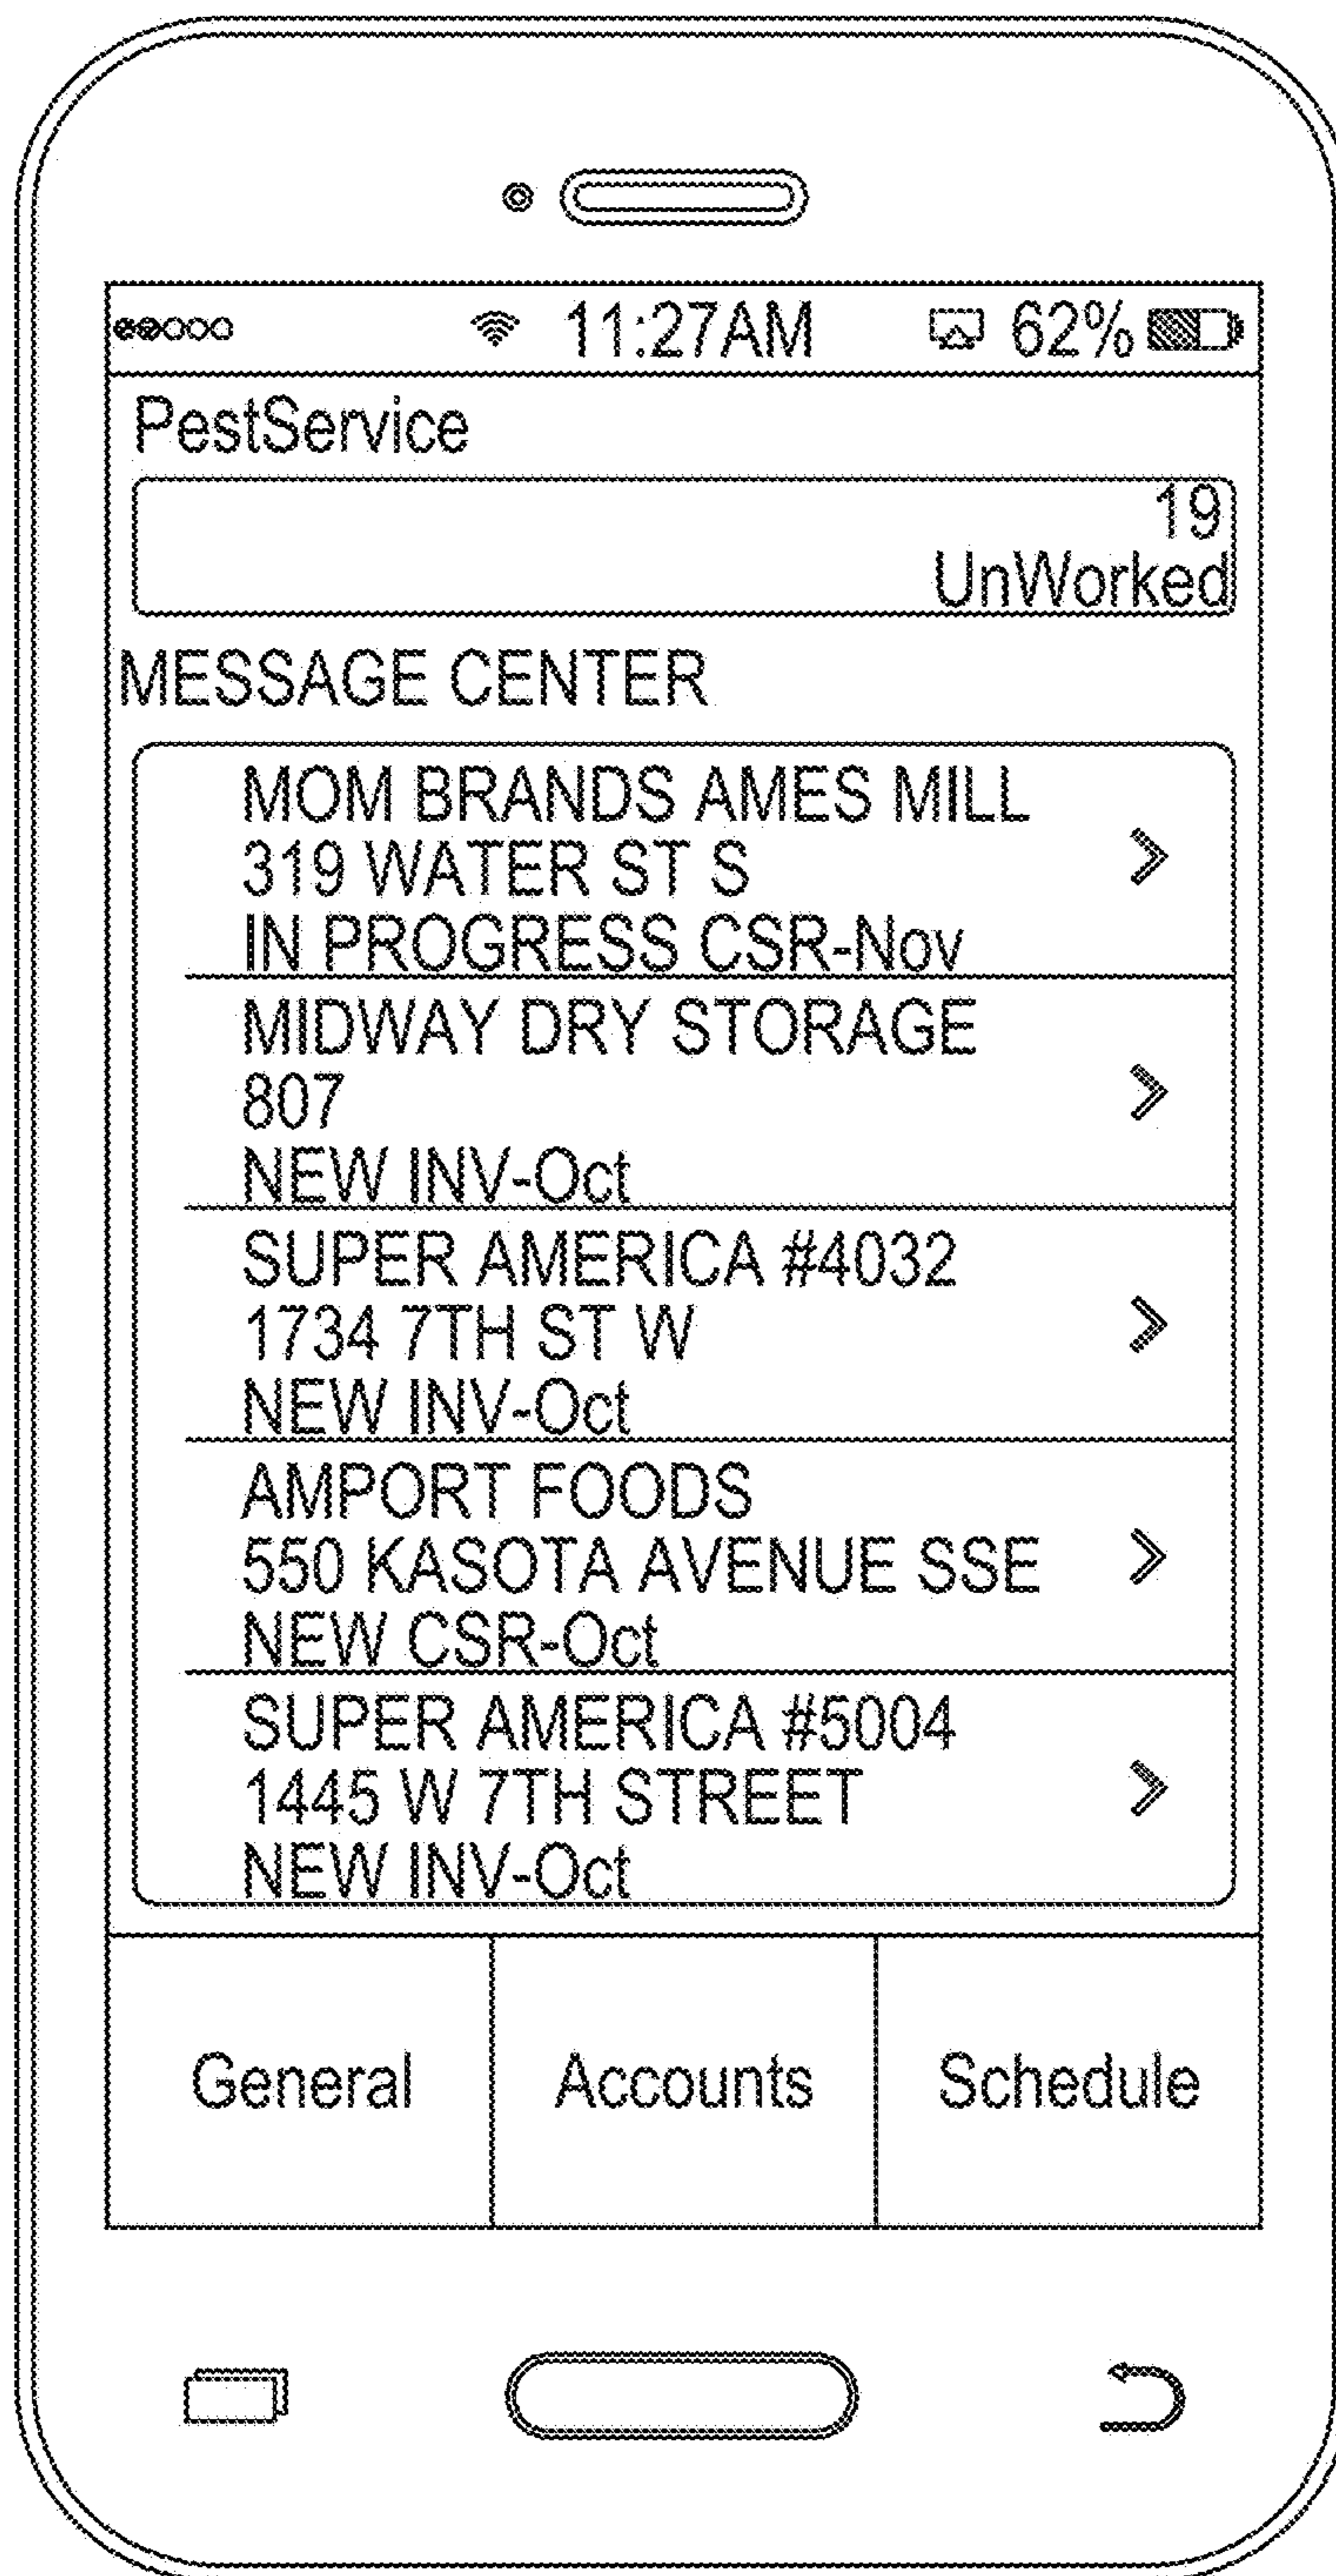 11:27AM 62%
PestService
19
UnWorked
MESSAGE CENTER
MOM BRANDS AMES MILL
319 WATER ST S
IN PROGRESS CSR-Nov
MIDWAY DRY STORAGE
807
NEW INV-Oct
SUPER AMERICA #4032
1734 7TH ST W
NEW INV-Oct
AMPORT FOODS
550 KASOTA AVENUE SSE
NEW CSR-Oct
SUPER AMERICA #5004
1445 W 7TH STREET
NEW INV-Oct
General Accounts Schedule